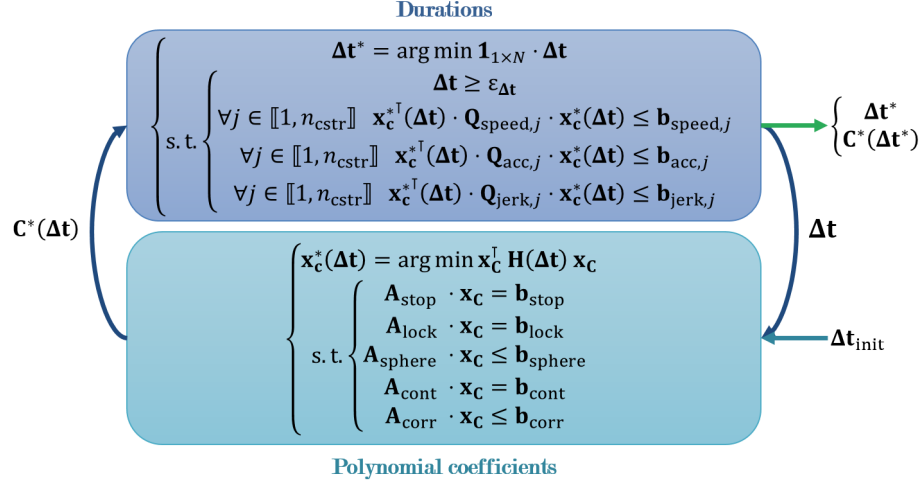 Durations
𝚫𝐭* = arg min 𝟏₁ₓN · 𝚫𝐭
s. t.
𝚫𝐭 ≥ ε_𝚫𝐭
∀j ∈ ⟦1, n_cstr⟧ 𝐱_𝐜*^⊺(𝚫𝐭) · 𝐐_speed,j · 𝐱_𝐜*(𝚫𝐭) ≤ 𝐛_speed,j
∀j ∈ ⟦1, n_cstr⟧ 𝐱_𝐜*^⊺(𝚫𝐭) · 𝐐_acc,j · 𝐱_𝐜*(𝚫𝐭) ≤ 𝐛_acc,j
∀j ∈ ⟦1, n_cstr⟧ 𝐱_𝐜*^⊺(𝚫𝐭) · 𝐐_jerk,j · 𝐱_𝐜*(𝚫𝐭) ≤ 𝐛_jerk,j
𝚫𝐭*
𝐂*(𝚫𝐭*)
𝐂*(𝚫𝐭)
𝚫𝐭
𝐱_𝐜*(𝚫𝐭) = arg min 𝐱_𝐂^⊺ 𝐇(𝚫𝐭) 𝐱_𝐂
s. t.
𝐀_stop · 𝐱_𝐂 = 𝐛_stop
𝐀_lock · 𝐱_𝐂 = 𝐛_lock
𝐀_sphere · 𝐱_𝐂 ≤ 𝐛_sphere
𝐀_cont · 𝐱_𝐂 = 𝐛_cont
𝐀_corr · 𝐱_𝐂 ≤ 𝐛_corr
𝚫𝐭_init
Polynomial coefficients